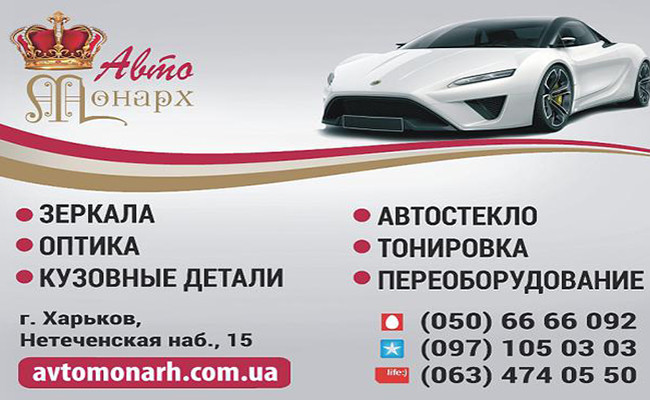 Авто
Монарх
ЗЕРКАЛА
ОПТИКА
КУЗОВНЫЕ ДЕТАЛИ
АВТОСТЕКЛО
ТОНИРОВКА
ПЕРЕОБОРУДОВАНИЕ
г. Харьков,
Нетеченская наб., 15
avtomonarh.com.ua
(050) 66 66 092
(097) 105 03 03
life:) (063) 474 05 50